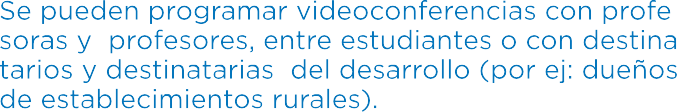 Se pueden programar videoconferencias con profe
soras y  profesores, entre estudiantes o con destina
tarios y destinatarias  del desarrollo (por ej: dueños
de establecimientos rurales).